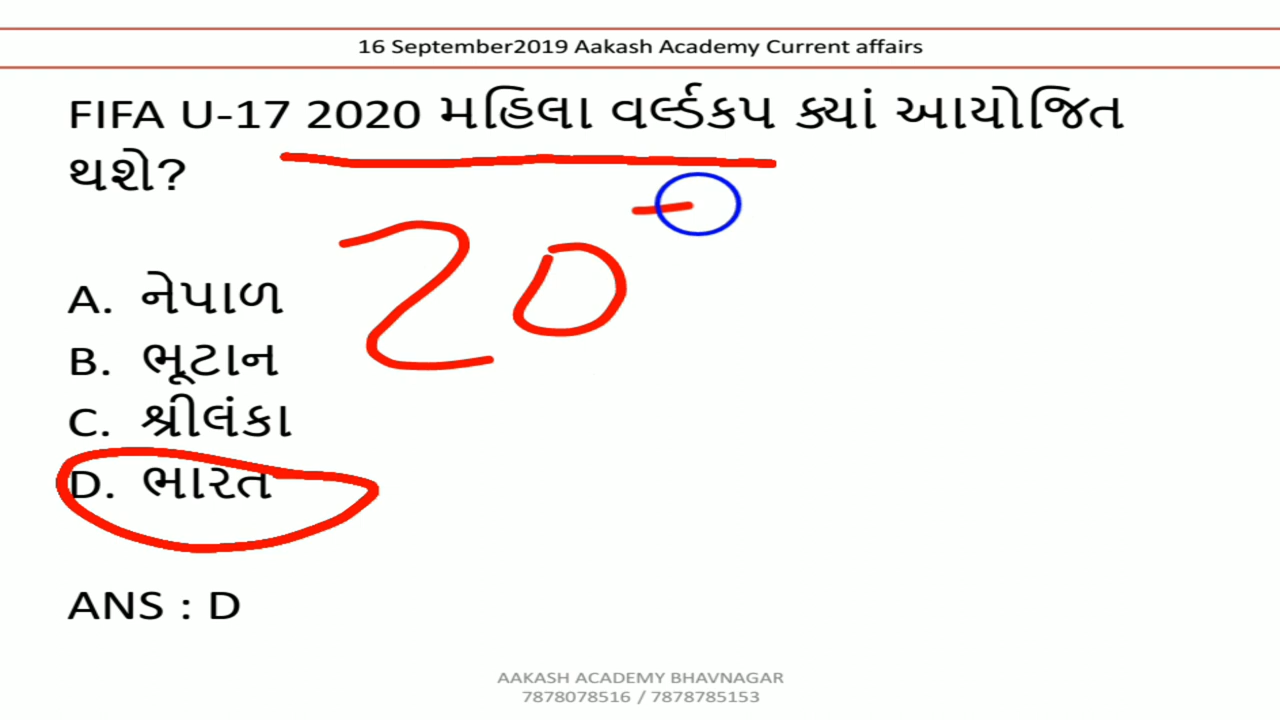 16 September2019 Aakash Academy Current affairs
FIFA U-17 2020 મહિલા વર્લ્ડકપ ક્યાં આયોજિત
થશે?
20
A. નેપાળ
B. ભૂટાન
C. શ્રીલંકા
D. ભારત
ANS : D
AAKASH ACADEMY BHAVNAGAR
7878078516 / 7878785153